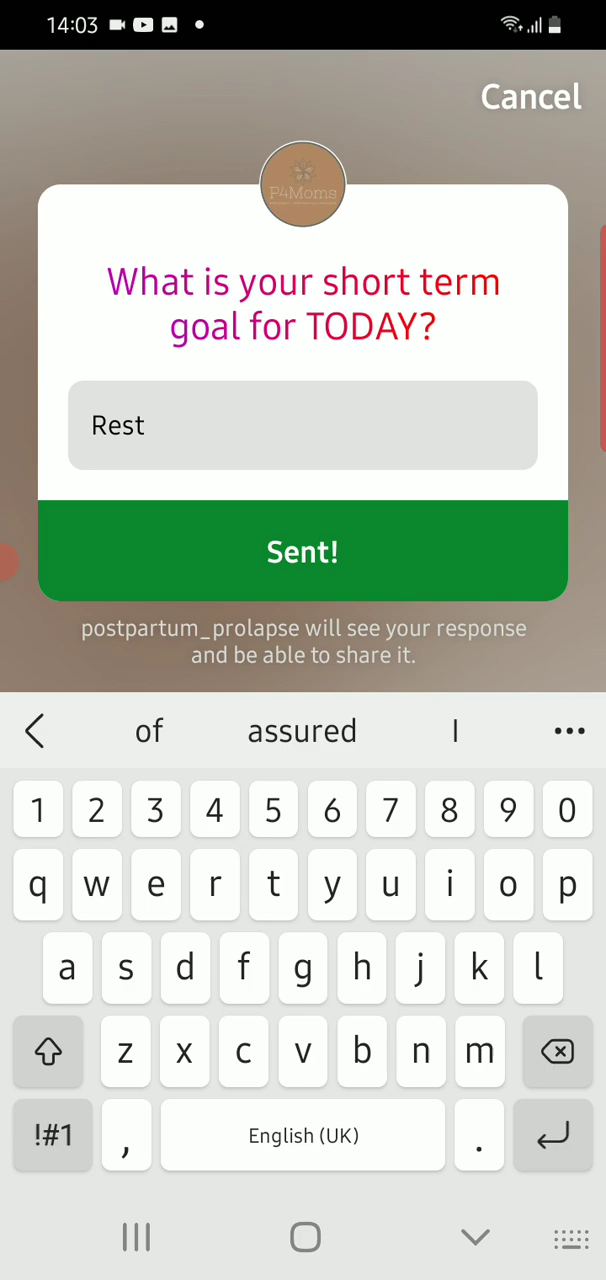 14:03
Cancel
P4Moms
What is your short term
goal for TODAY?
Rest
Sent!
postpartum_prolapse will see your response
and be able to share it.
of assured I
1 2 3 4 5 6 7 8 9 0
q w e r t y u i o p
a s d f g h j k l
z x c v b n m
!#1 , English (UK) .